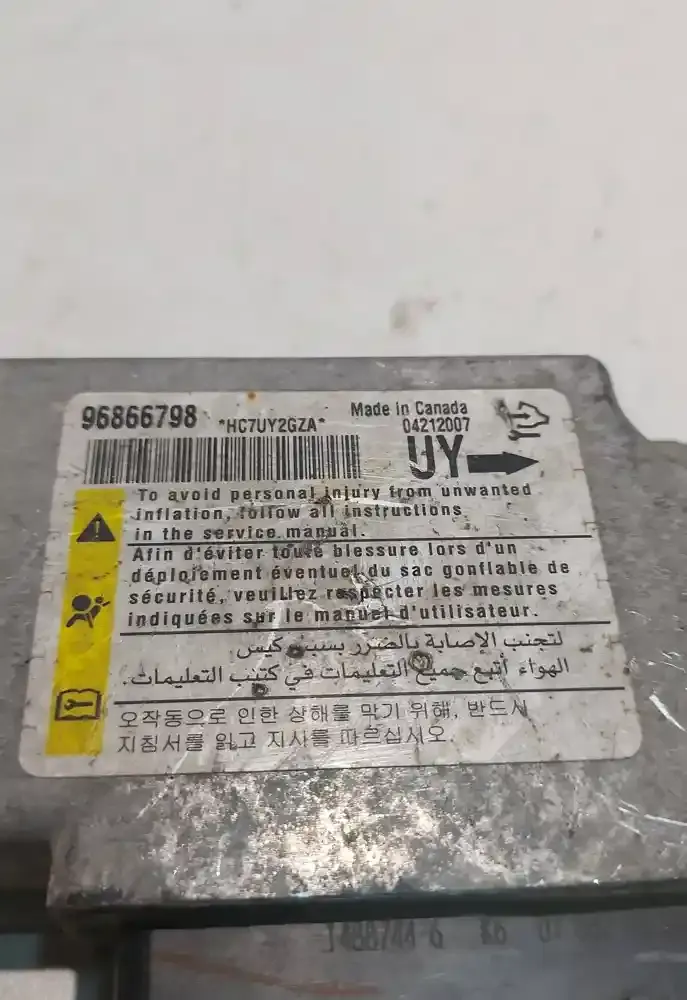 96866798 *HC7UY2GZA* Made in Canada
04212007
UY
To avoid personal injury from unwanted
inflation, follow all instructions
in the service manual.
Afin d'éviter toute blessure lors d'un
déploiement éventuel du sac gonflable de
sécurité, veuillez respecter les mesures
indiquées sur le manuel d'utilisateur.
لتجنب الإصابة بالضرر بسبب كيس
الهواء أتبع جميع التعليمات في كتيب التعليمات.
오작동으로 인한 상해를 막기 위해, 반드시
지침서를 읽고 지시를 따르십시오.